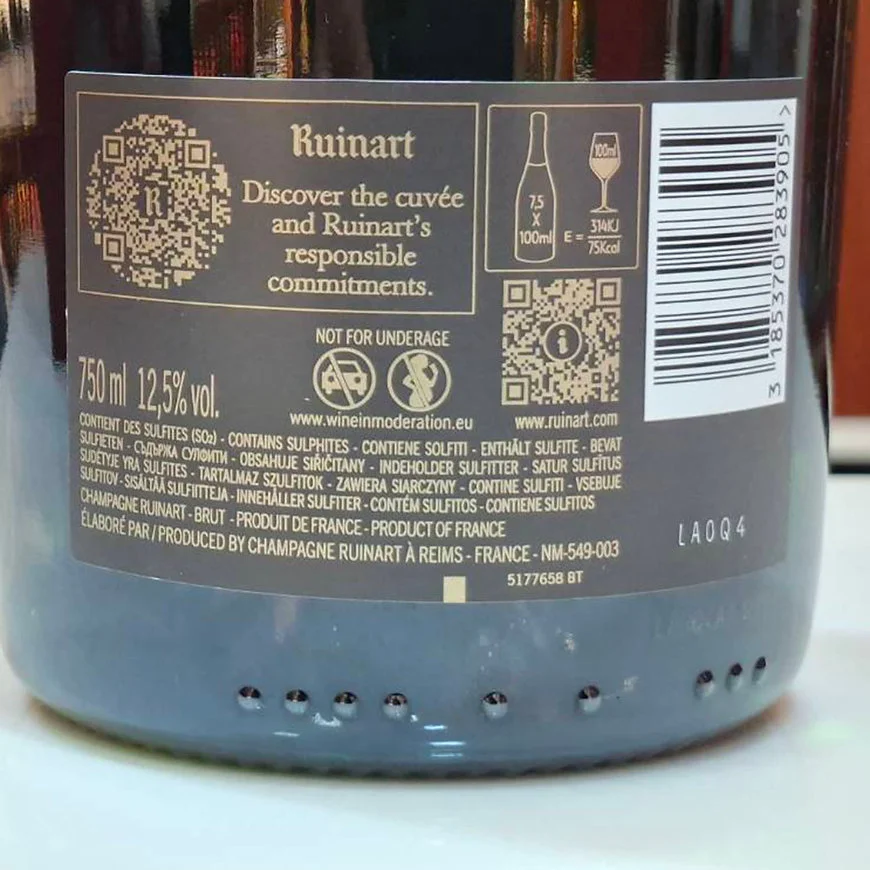 Ruinart
Discover the cuvée
and Ruinart's
responsible
commitments.
R
100ml
7,5
X
100ml
E = 314KJ
75Kcal
3 185370 283905 >
NOT FOR UNDERAGE
750 ml 12,5% vol.
www.wineinmoderation.eu
i
www.ruinart.com
CONTIENT DES SULFITES (SO₂) - CONTAINS SULPHITES - CONTIENE SOLFITI - ENTHÄLT SULFITE - BEVAT
SULFIETEN - СЪДЪРЖА СУЛФИТИ - OBSAHUJE SIŘIČITANY - INDEHOLDER SULFITTER - SATUR SULFĪTUS
SUDĖTYJE YRA SULFITES - TARTALMAZ SZULFITOK - ZAWIERA SIARCZYNY - CONTINE SULFITI - VSEBUJE
SULFITOV - SISÄLTÄÄ SULFIITTEJA - INNEHÅLLER SULFITER - CONTÉM SULFITOS - CONTIENE SULFITOS
CHAMPAGNE RUINART - BRUT - PRODUIT DE FRANCE - PRODUCT OF FRANCE
ÉLABORÉ PAR / PRODUCED BY CHAMPAGNE RUINART À REIMS - FRANCE - NM-549-003
LA0Q4
5177658 BT